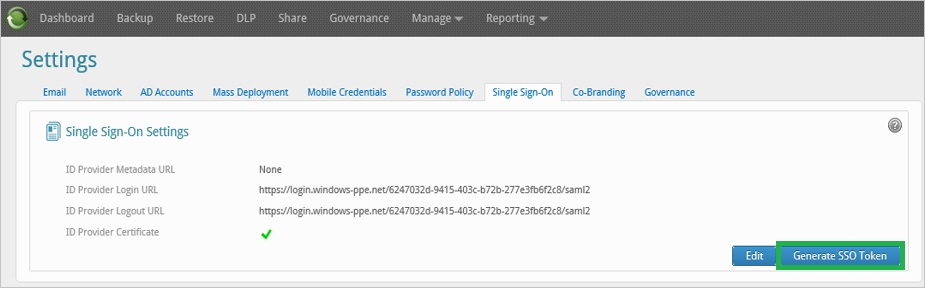 Dashboard Backup Restore DLP Share Governance Manage Reporting
Settings
Email Network AD Accounts Mass Deployment Mobile Credentials Password Policy Single Sign-On Co-Branding Governance
Single Sign-On Settings
ID Provider Metadata URL None
ID Provider Login URL https://login.windows-ppe.net/6247032d-9415-403c-b72b-277e3fb6f2c8/saml2
ID Provider Logout URL https://login.windows-ppe.net/6247032d-9415-403c-b72b-277e3fb6f2c8/saml2
ID Provider Certificate
Edit Generate SSO Token